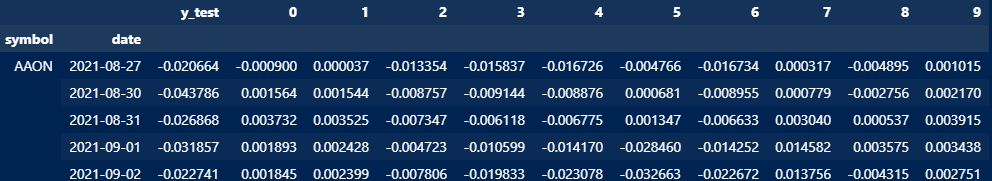 y_test 0 1 2 3 4 5 6 7 8 9
symbol date
AAON 2021-08-27 -0.020664 -0.000900 0.000037 -0.013354 -0.015837 -0.016726 -0.004766 -0.016734 0.000317 -0.004895 0.001015
2021-08-30 -0.043786 0.001564 0.001544 -0.008757 -0.009144 -0.008876 0.000681 -0.008955 0.000779 -0.002756 0.002170
2021-08-31 -0.026868 0.003732 0.003525 -0.007347 -0.006118 -0.006775 0.001347 -0.006633 0.003040 0.000537 0.003915
2021-09-01 -0.031857 0.001893 0.002428 -0.004723 -0.010599 -0.014170 -0.028460 -0.014252 0.014582 0.003575 0.003438
2021-09-02 -0.022741 0.001845 0.002399 -0.007806 -0.019833 -0.023078 -0.032663 -0.022672 0.013756 -0.004315 0.002751